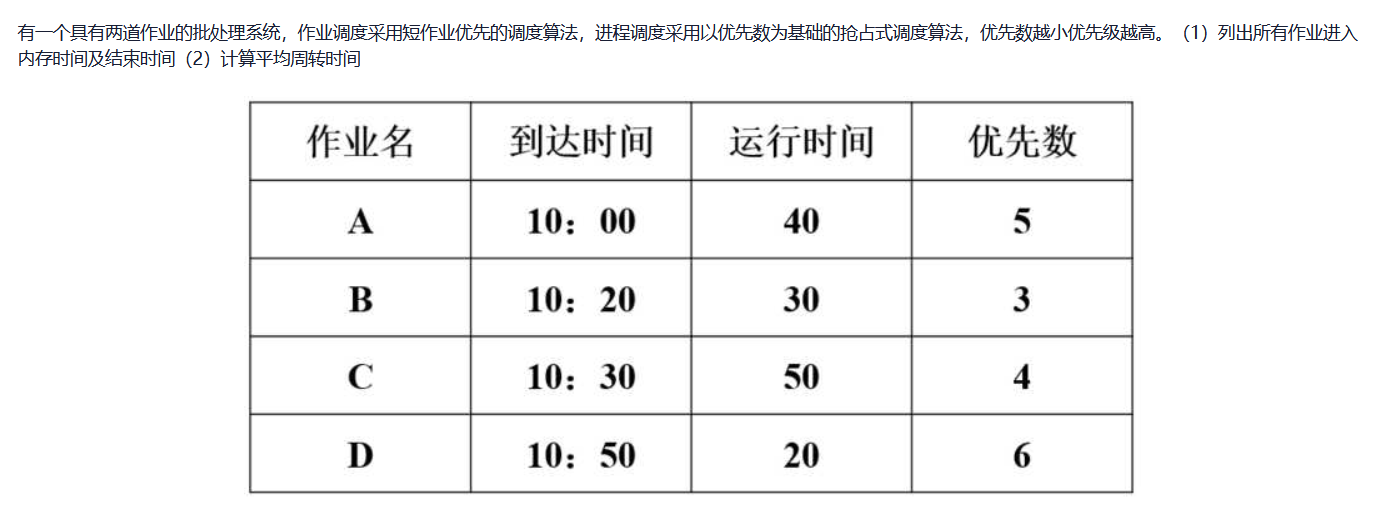 有一个具有两道作业的批处理系统，作业调度采用短作业优先的调度算法，进程调度采用以优先数为基础的抢占式调度算法，优先数越小优先级越高。（1）列出所有作业进入
内存时间及结束时间（2）计算平均周转时间
作业名 到达时间 运行时间 优先数
A 10：00 40 5
B 10：20 30 3
C 10：30 50 4
D 10：50 20 6